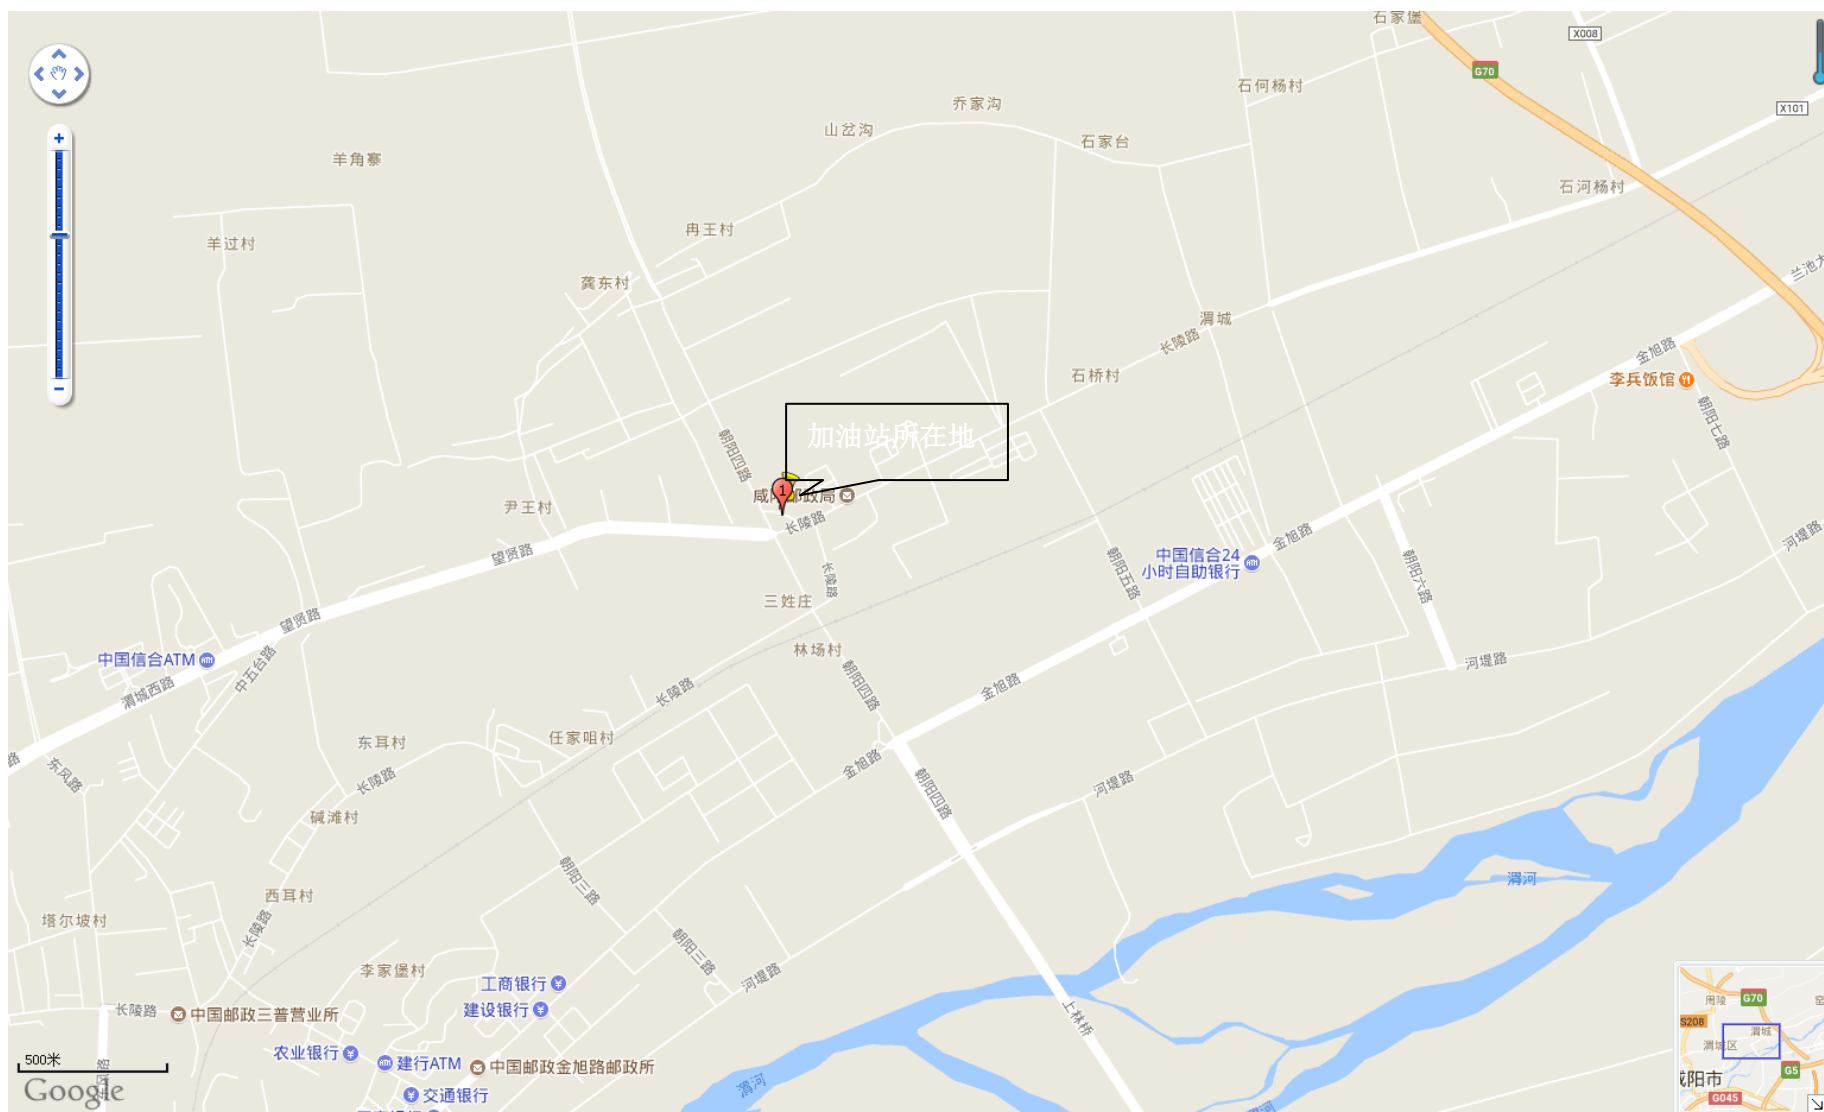 石家堡
X008
G70
石何杨村
X101
乔家沟
山岔沟
石家台
羊角寨
石河杨村
冉王村
羊过村
兰池大
龚东村
渭城
长陵路
金旭路
石桥村
李兵饭馆
朝阳七路
加油站所在地
朝阳四路
1
邮政局
尹王村
长陵路
望贤路
金旭路
河堤路
中国信合24
小时自助银行
朝阳五路
朝阳六路
长陵路
三姓庄
望贤路
林场村
中国信合ATM
中五台路
河堤路
渭城西路
长陵路
朝阳四路
金旭路
东耳村
任家咀村
路
东风路
长陵路
金旭路
河堤路
朝阳四路
碱滩村
朝阳三路
渭河
西耳村
塔尔坡村
长陵路
朝阳三路
李家堡村
河堤路
工商银行
建设银行
长陵路
中国邮政三普营业所
上林桥
周陵
G70
S208
渭城
渭城区
农业银行
建行ATM
中国邮政金旭路邮政所
500米
Google
交通银行
渭河
渭河
G5
咸阳市
G045